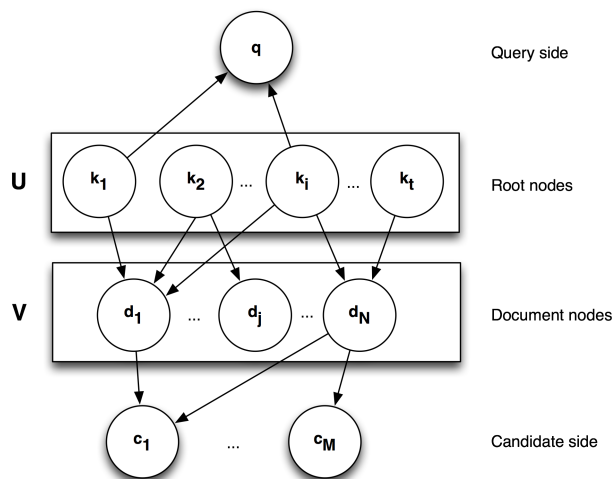 q Query side
U k1 k2 ... ki ... kt Root nodes
V d1 ... dj ... dN Document nodes
c1 ... cM Candidate side